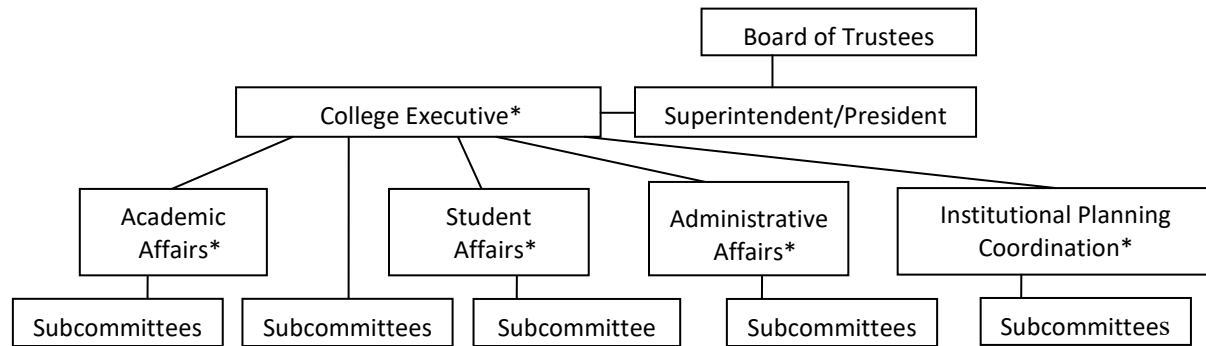 Board of Trustees
College Executive*
Superintendent/President
Academic
Affairs*
Student
Affairs*
Administrative
Affairs*
Institutional Planning
Coordination*
Subcommittees
Subcommittees
Subcommittee
Subcommittees
Subcommittees